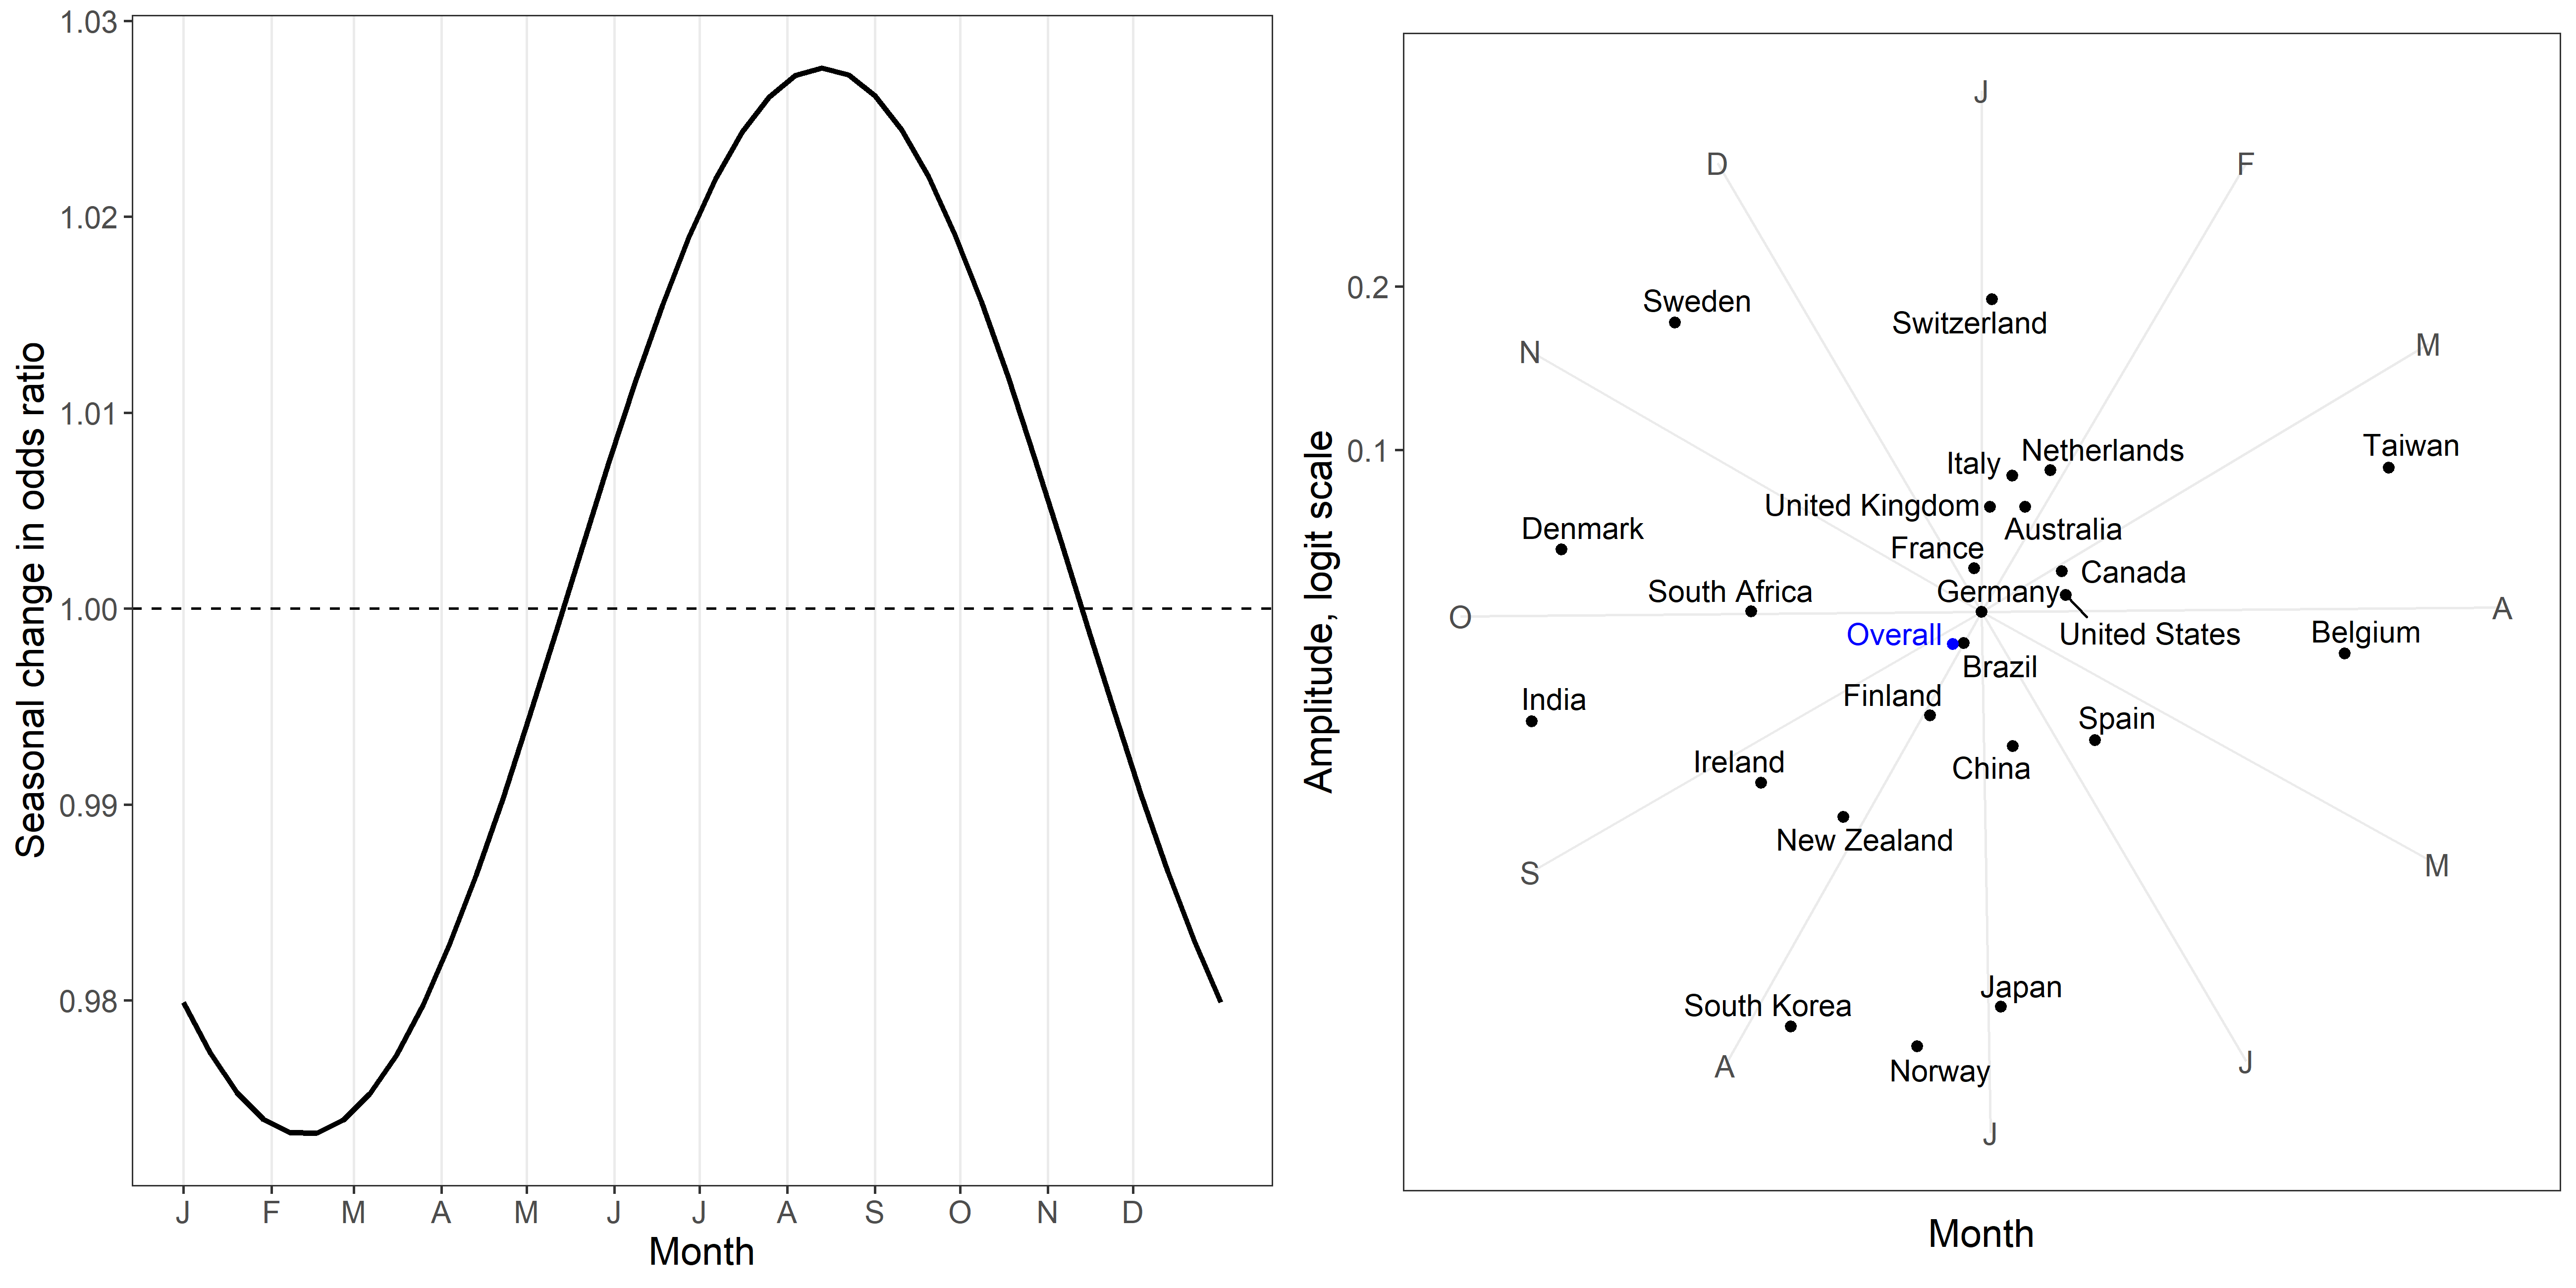 Seasonal change in odds ratio
1.03
1.02
1.01
1.00
0.99
0.98
J F M A M J J A S O N D
Month
Amplitude, logit scale
0.2
0.1
J
D
F
Sweden
Switzerland
N
M
Taiwan
Italy
Netherlands
United Kingdom
Denmark
Australia
France
Canada
South Africa
Germany
O
A
Overall
United States
Belgium
Brazil
India
Finland
Spain
Ireland
China
New Zealand
S
M
Japan
South Korea
A
Norway
J
J
Month